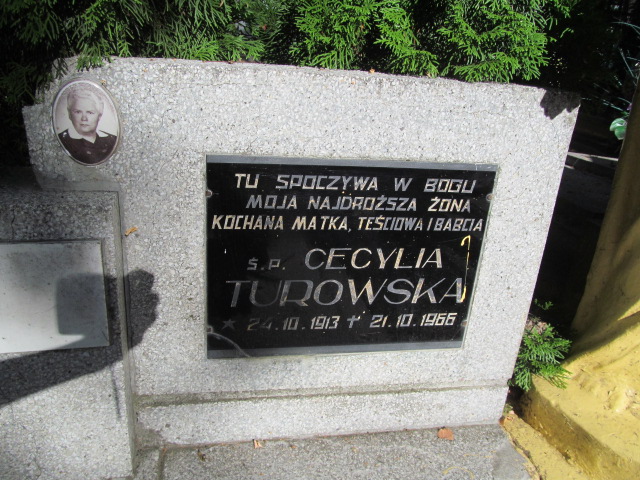 TU SPOCZYWA W BOGU
MOJA NAJDROŻSZA ŻONA
KOCHANA MATKA, TEŚCIOWA I BABCIA
Ś.P. CECYLIA
TUROWSKA
* 24.10.1913 ✝ 21.10.1966